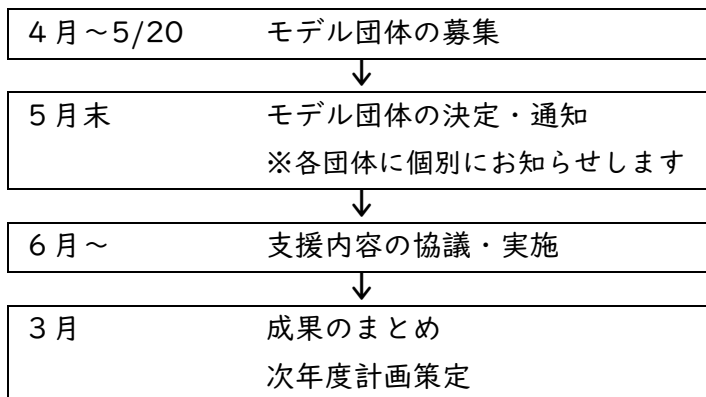 4月～5/20 モデル団体の募集
↓
5月末 モデル団体の決定・通知
※各団体に個別にお知らせします
↓
6月～ 支援内容の協議・実施
↓
3月 成果のまとめ
次年度計画策定